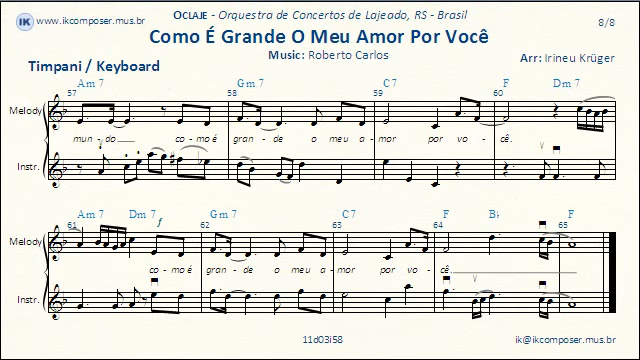 OCLAJE - Orquestra de Concertos de Lajeado, RS - Brasil
IK www.ikcomposer.mus.br 8/8
Como É Grande O Meu Amor Por Você
Music: Roberto Carlos
Timpani / Keyboard Arr: Irineu Krüger
Am 7 Gm 7 C7 F Dm 7
57 58 59 60
Melody
mun - do co - mo é gran - de o meu a - mor por vo - cê.
Instr.
Am 7 Dm 7 Gm 7 C7 F B♭ F
61 f 62 63 64 65
Melody
co - mo é gran - de o meu a - mor por vo - cê.
Instr.
11d03i58 ik@ikcomposer.mus.br